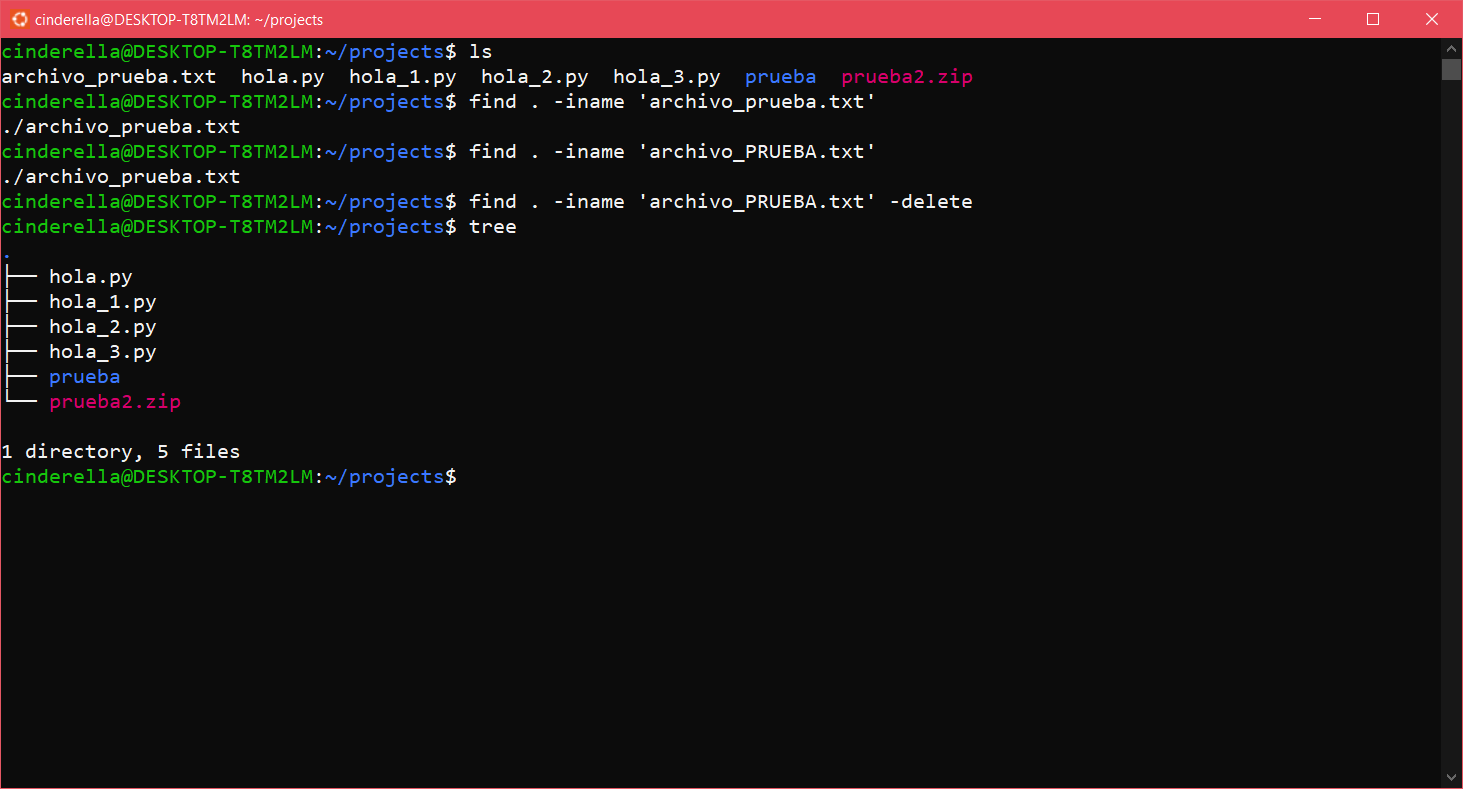 cinderella@DESKTOP-T8TM2LM: ~/projects
cinderella@DESKTOP-T8TM2LM:~/projects$ ls
archivo_prueba.txt  hola.py  hola_1.py  hola_2.py  hola_3.py  prueba  prueba2.zip
cinderella@DESKTOP-T8TM2LM:~/projects$ find . -iname 'archivo_prueba.txt'
./archivo_prueba.txt
cinderella@DESKTOP-T8TM2LM:~/projects$ find . -iname 'archivo_PRUEBA.txt'
./archivo_prueba.txt
cinderella@DESKTOP-T8TM2LM:~/projects$ find . -iname 'archivo_PRUEBA.txt' -delete
cinderella@DESKTOP-T8TM2LM:~/projects$ tree
.
├── hola.py
├── hola_1.py
├── hola_2.py
├── hola_3.py
├── prueba
└── prueba2.zip
1 directory, 5 files
cinderella@DESKTOP-T8TM2LM:~/projects$